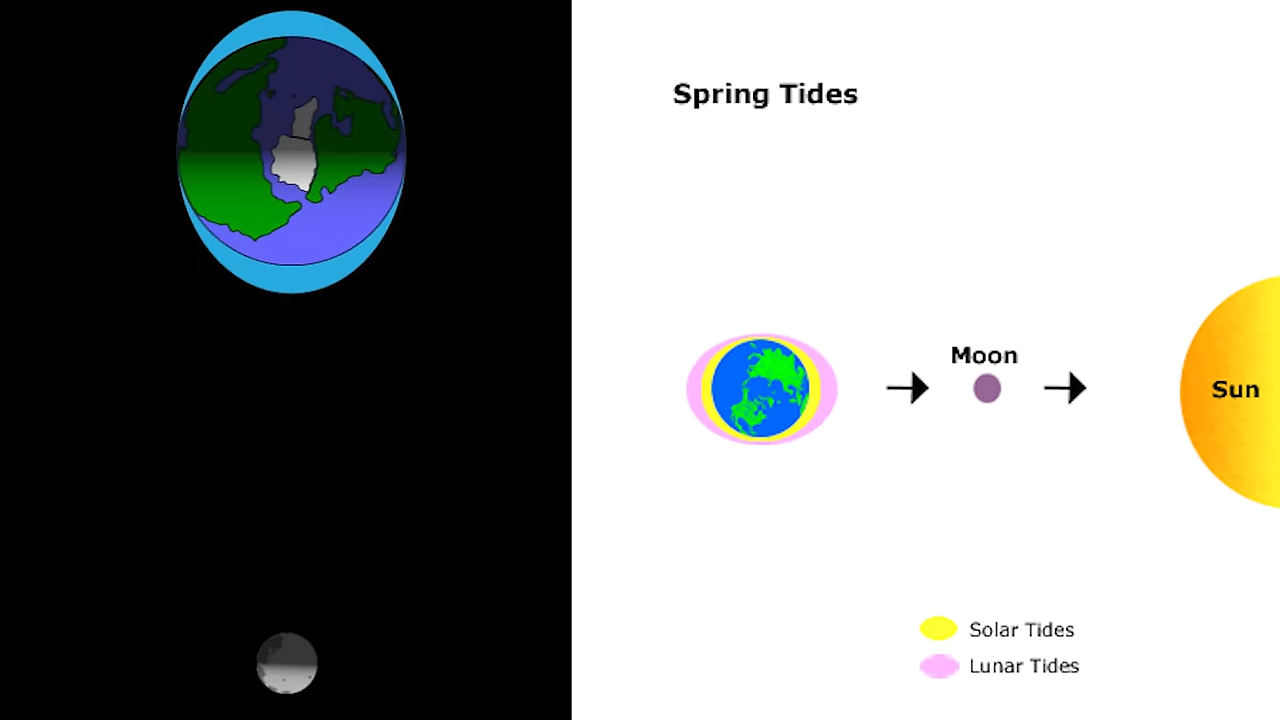 Spring Tides
Moon
Sun
Solar Tides
Lunar Tides